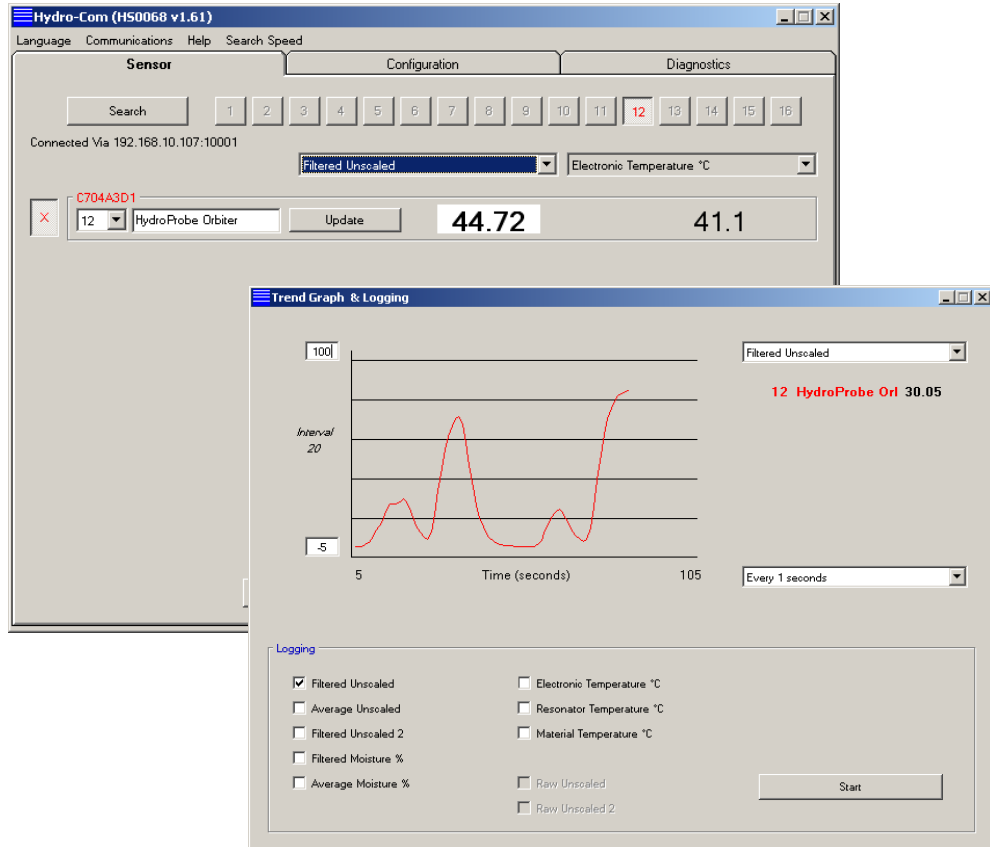 Hydro-Com (HS0068 v1.61)
Language Communications Help Search Speed
Sensor Configuration Diagnostics
Search 1 2 3 4 5 6 7 8 9 10 11 12 13 14 15 16
Connected Via 192.168.10.107:10001
Filtered Unscaled Electronic Temperature °C
C704A3D1
X 12 HydroProbe Orbiter Update 44.72 41.1
Trend Graph & Logging
100 Filtered Unscaled
12 HydroProbe Orl 30.05
Interval
20
-5
5 Time (seconds) 105 Every 1 seconds
Logging
Filtered Unscaled Electronic Temperature °C
Average Unscaled Resonator Temperature °C
Filtered Unscaled 2 Material Temperature °C
Filtered Moisture %
Average Moisture % Raw Unscaled Start
Raw Unscaled 2